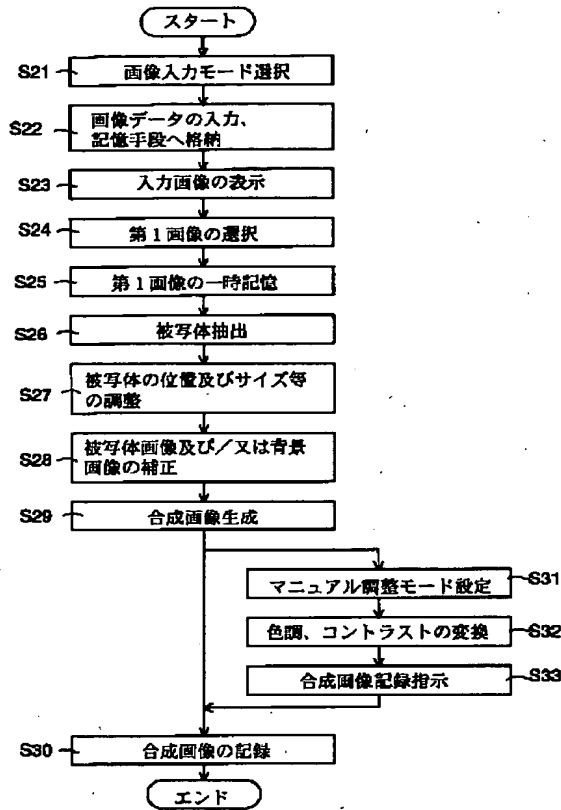 スタート
S21 画像入力モード選択
S22 画像データの入力、
記憶手段へ格納
S23 入力画像の表示
S24 第1画像の選択
S25 第1画像の一時記憶
S26 被写体抽出
S27 被写体の位置及びサイズ等
の調整
S28 被写体画像及び/又は背景
画像の補正
S29 合成画像生成
マニュアル調整モード設定 S31
色調、コントラストの変換 S32
合成画像記録指示 S33
S30 合成画像の記録
エンド